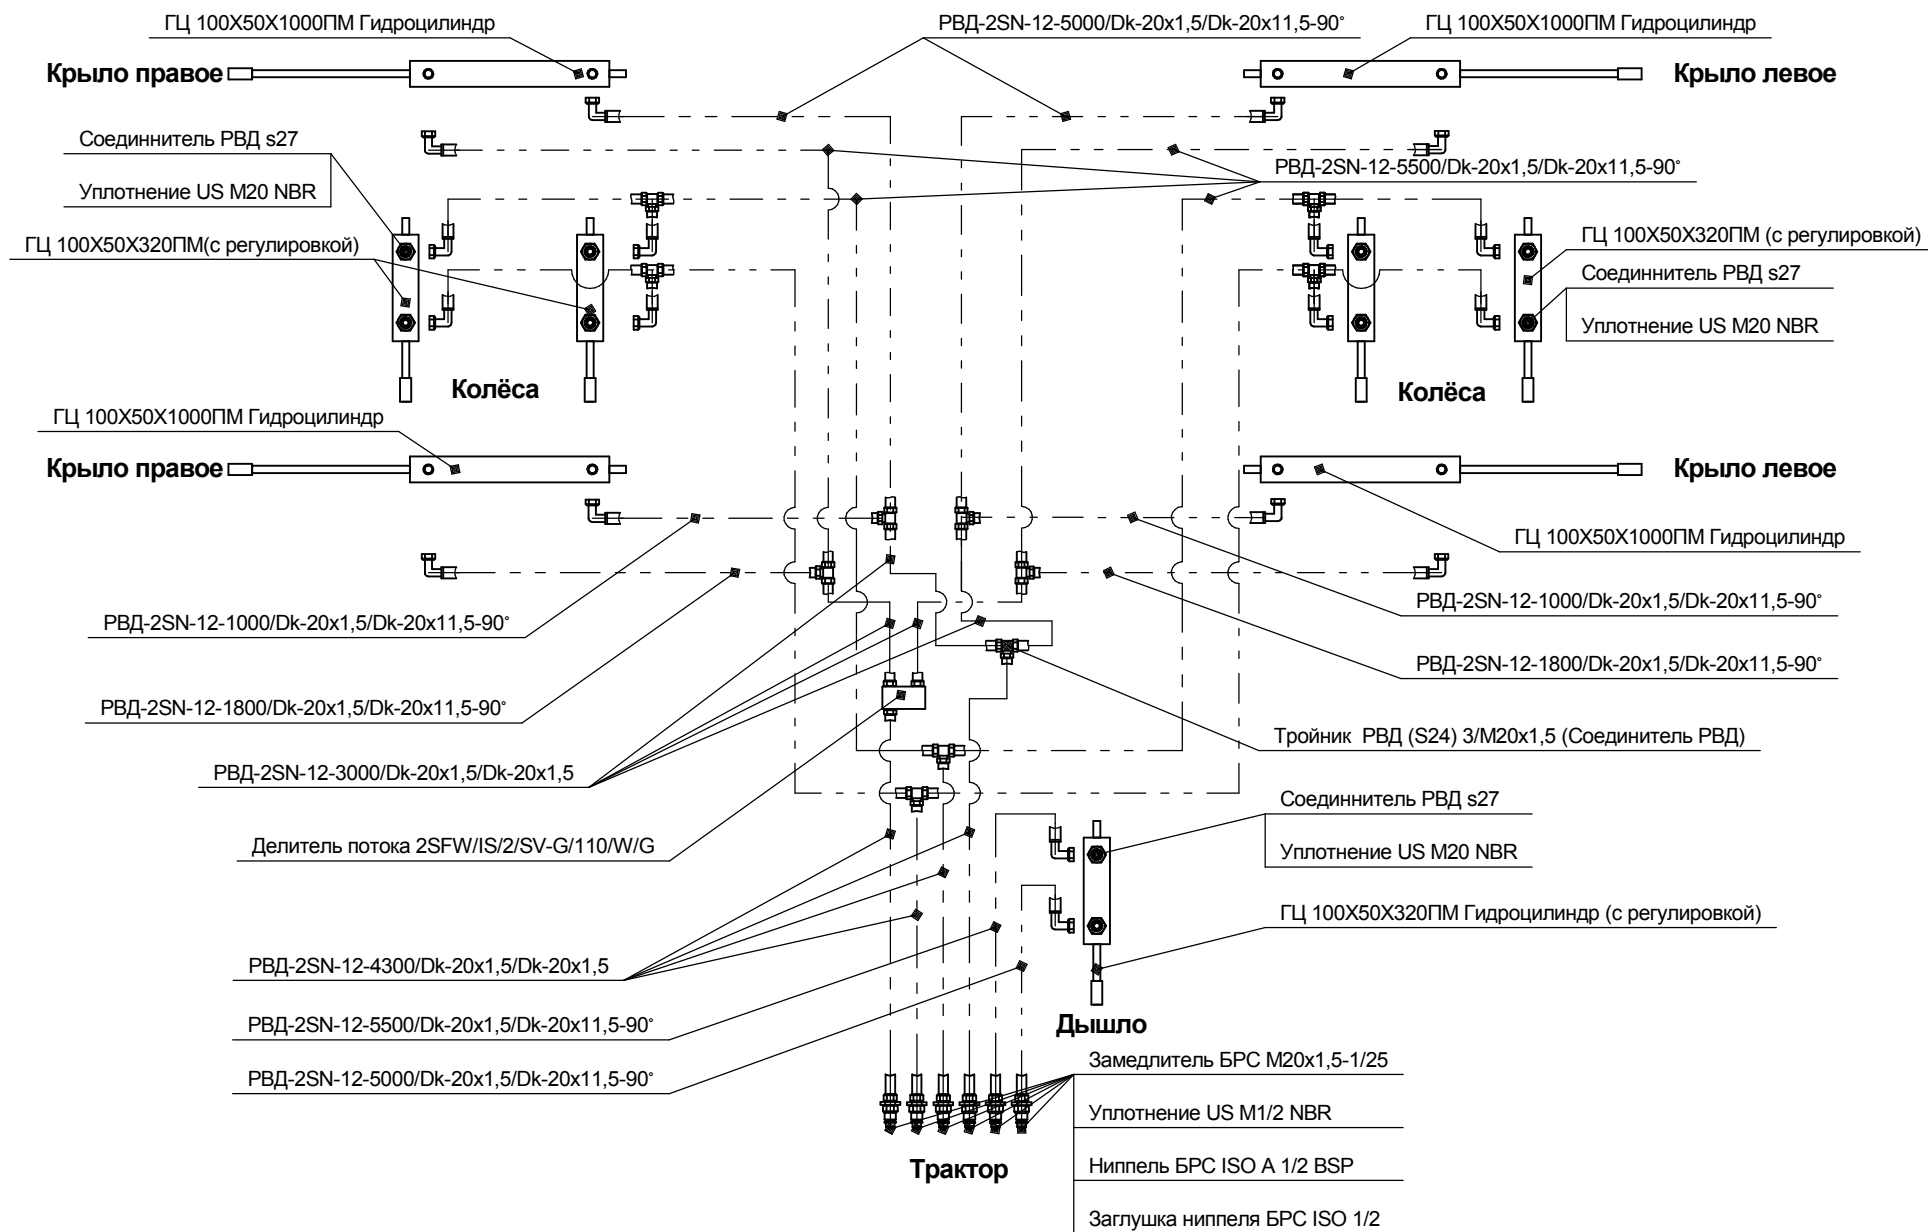 ГЦ 100X50X1000ПМ Гидроцилиндр
РВД-2SN-12-5000/Dk-20x1,5/Dk-20x11,5-90°
ГЦ 100X50X1000ПМ Гидроцилиндр
Крыло правое
Крыло левое
Соединнитель РВД s27
Уплотнение US M20 NBR
РВД-2SN-12-5500/Dk-20x1,5/Dk-20x11,5-90°
ГЦ 100X50X320ПМ(с регулировкой)
ГЦ 100X50X320ПМ (с регулировкой)
Соединнитель РВД s27
Уплотнение US M20 NBR
Колёса
Колёса
ГЦ 100X50X1000ПМ Гидроцилиндр
Крыло правое
Крыло левое
ГЦ 100X50X1000ПМ Гидроцилиндр
РВД-2SN-12-1000/Dk-20x1,5/Dk-20x11,5-90°
РВД-2SN-12-1000/Dk-20x1,5/Dk-20x11,5-90°
РВД-2SN-12-1800/Dk-20x1,5/Dk-20x11,5-90°
РВД-2SN-12-1800/Dk-20x1,5/Dk-20x11,5-90°
Тройник РВД (S24) 3/M20x1,5 (Соединитель РВД)
РВД-2SN-12-3000/Dk-20x1,5/Dk-20x1,5
Делитель потока 2SFW/IS/2/SV-G/110/W/G
Соединнитель РВД s27
Уплотнение US M20 NBR
ГЦ 100X50X320ПМ Гидроцилиндр (с регулировкой)
РВД-2SN-12-4300/Dk-20x1,5/Dk-20x1,5
РВД-2SN-12-5500/Dk-20x1,5/Dk-20x11,5-90°
РВД-2SN-12-5000/Dk-20x1,5/Dk-20x11,5-90°
Дышло
Замедлитель БРС M20x1,5-1/25
Уплотнение US M1/2 NBR
Ниппель БРС ISO A 1/2 BSP
Заглушка ниппеля БРС ISO 1/2
Трактор